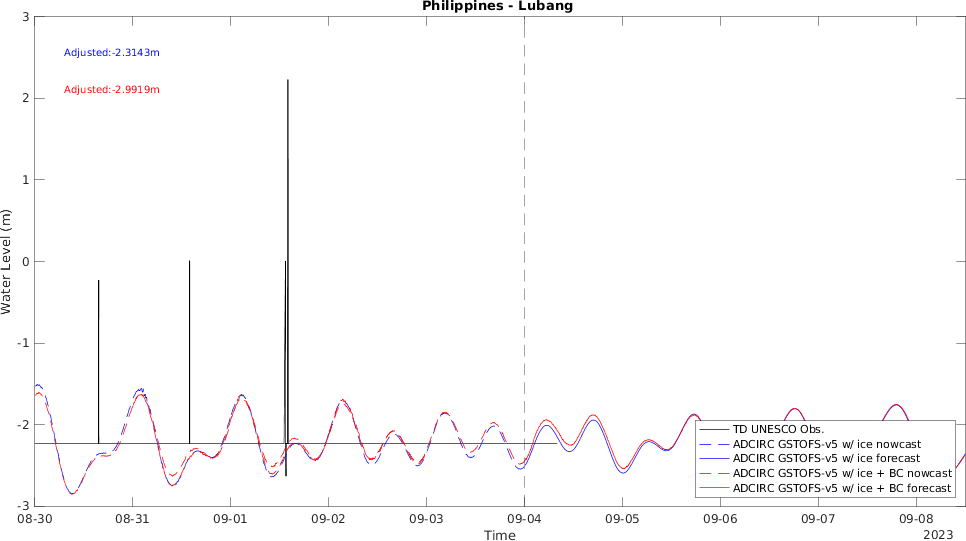 Philippines - Lubang
Adjusted:-2.3143m
Adjusted:-2.9919m
Water Level (m)
3
2
1
0
-1
-2
-3
TD UNESCO Obs.
ADCIRC GSTOFS-v5 w/ ice nowcast
ADCIRC GSTOFS-v5 w/ ice forecast
ADCIRC GSTOFS-v5 w/ ice + BC nowcast
ADCIRC GSTOFS-v5 w/ ice + BC forecast
08-30 08-31 09-01 09-02 09-03 09-04 09-05 09-06 09-07 09-08
Time
2023